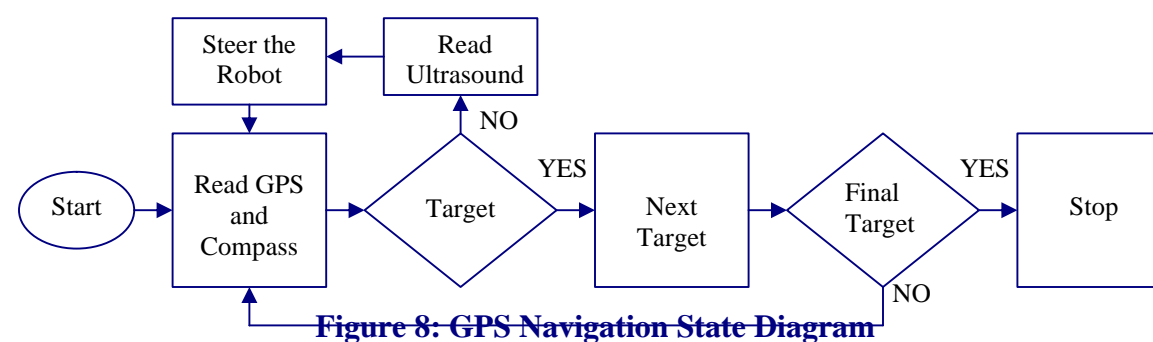 Steer the
Robot
Read
Ultrasound
NO
Start
Read GPS
and
Compass
Target
YES
Next
Target
Final
Target
YES
Stop
NO
Figure 8: GPS Navigation State Diagram